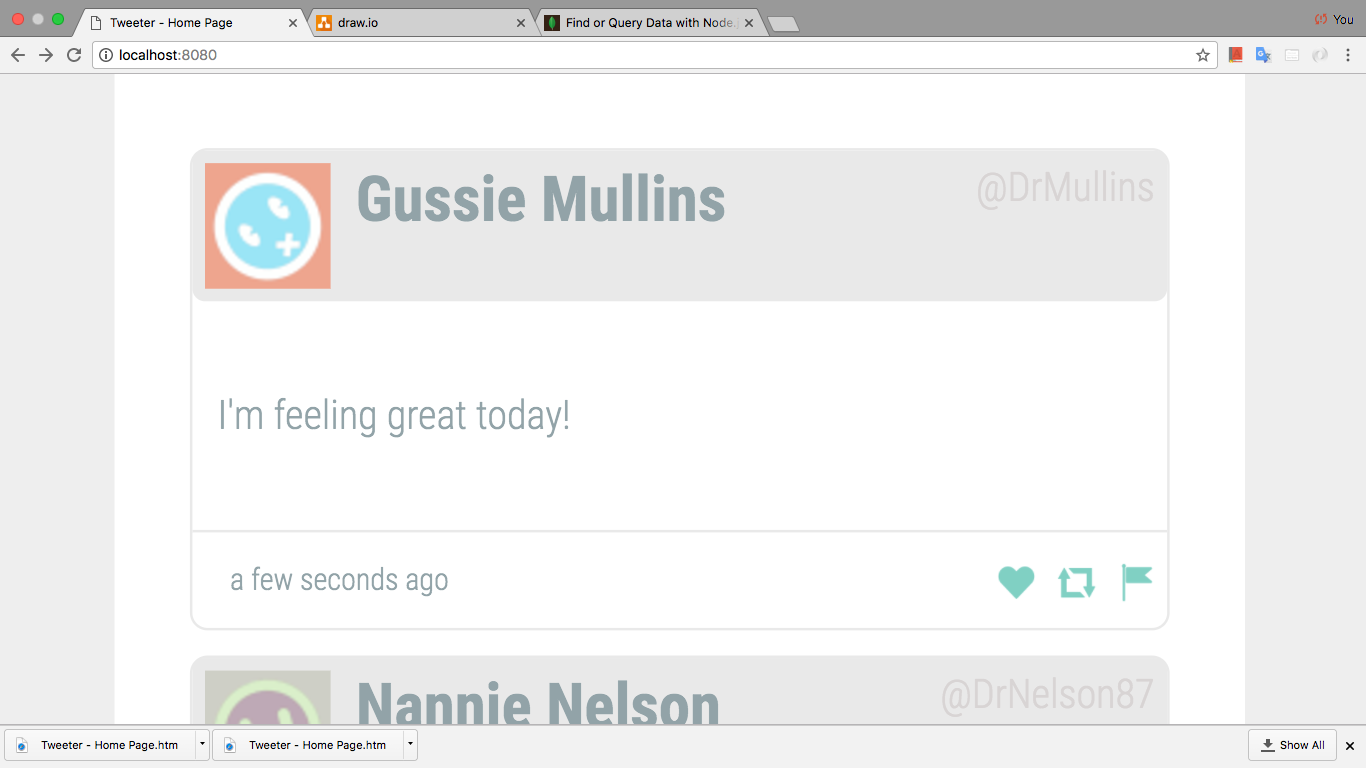 Tweeter - Home Page
draw.io
Find or Query Data with Node.
You
localhost:8080
Gussie Mullins
@DrMullins
I'm feeling great today!
a few seconds ago
Nannie Nelson
@DrNelson87
Tweeter - Home Page.htm
Tweeter - Home Page.htm
Show All